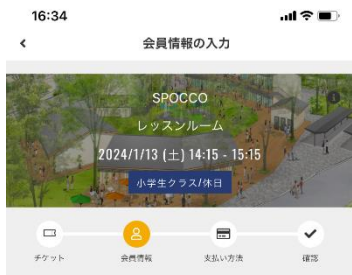 16:34
会員情報の入力
SPOCCO
レッスンルーム
2024/1/13 (土) 14:15 - 15:15
小学生クラス/休日
チケット
会員情報
支払い方法
確認